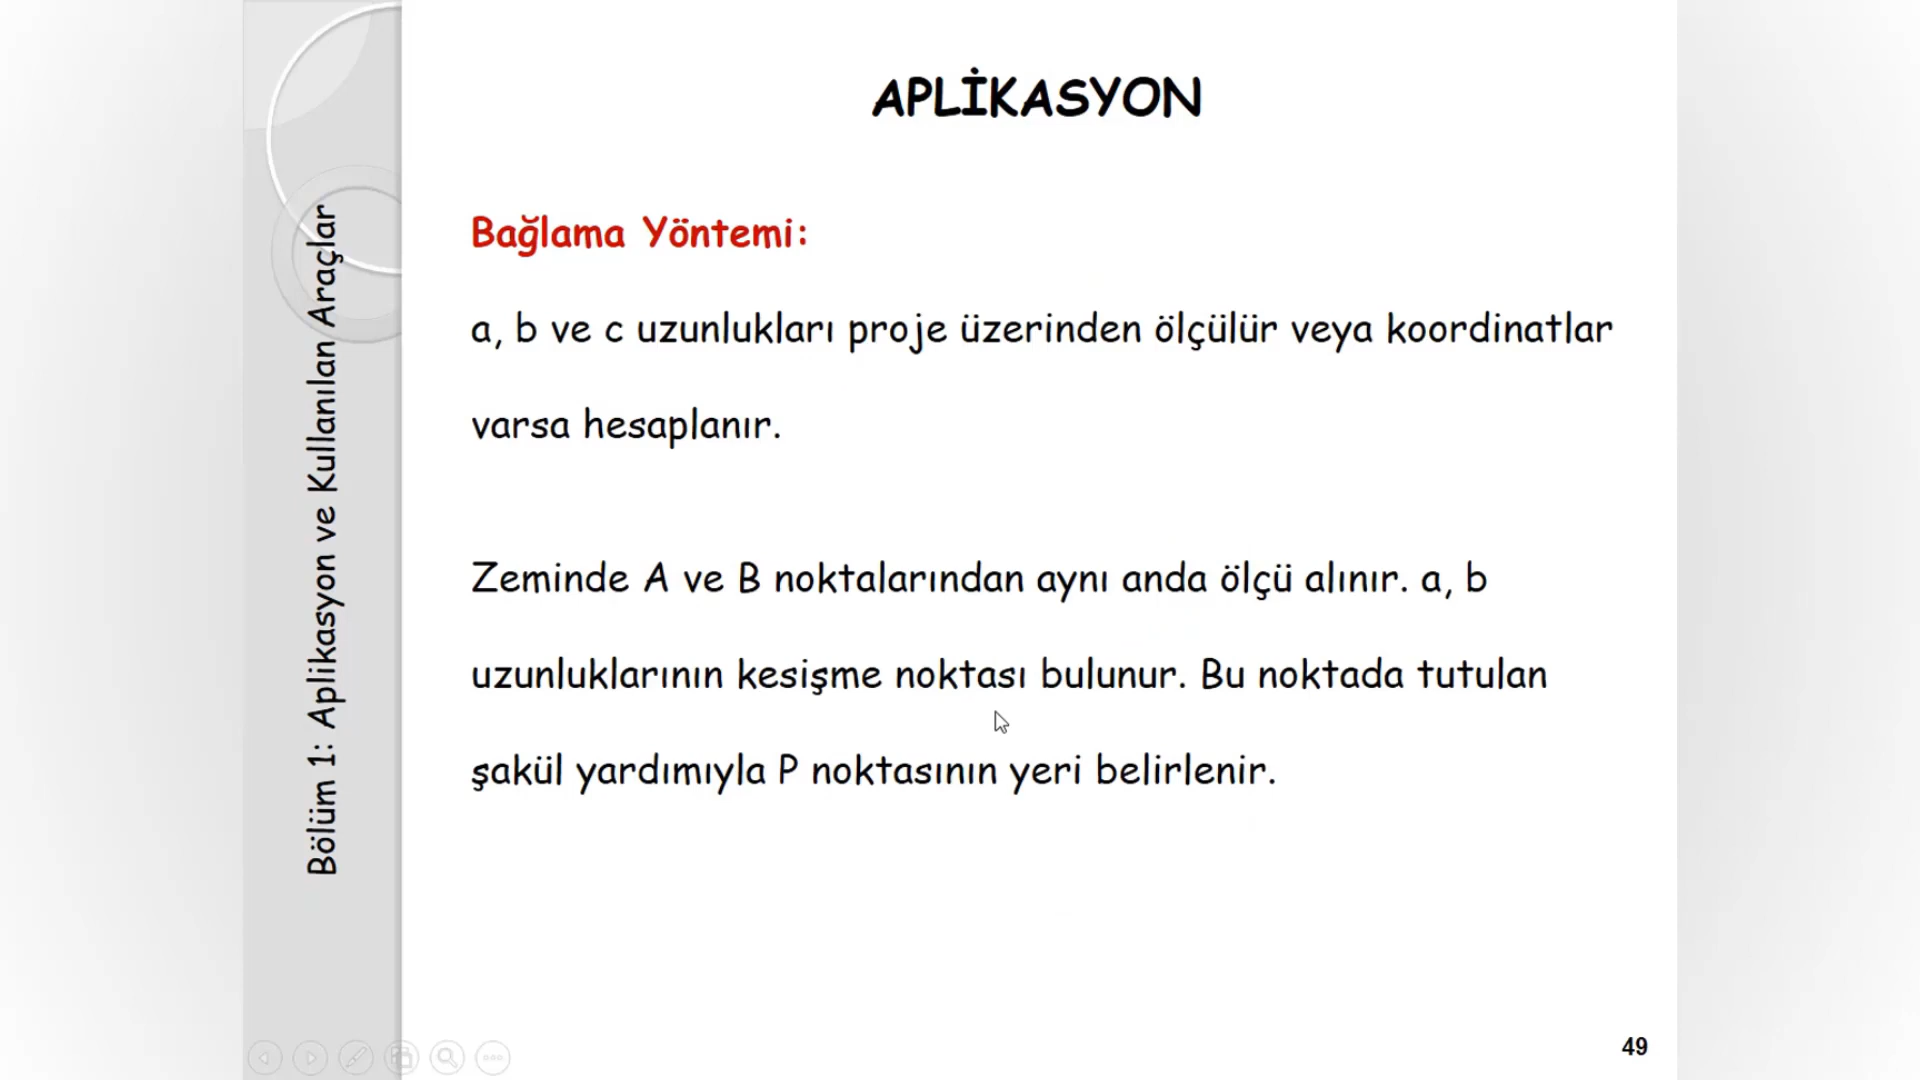 APLİKASYON
Bölüm 1: Aplikasyon ve Kullanılan Araçlar
Bağlama Yöntemi:
a, b ve c uzunlukları proje üzerinden ölçülür veya koordinatlar
varsa hesaplanır.
Zeminde A ve B noktalarından aynı anda ölçü alınır. a, b
uzunluklarının kesişme noktası bulunur. Bu noktada tutulan
şakül yardımıyla P noktasının yeri belirlenir.
49